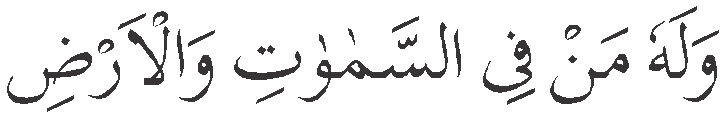 وَلَهٗ مَنْ فِی السَّمٰوٰتِ وَالْاَرْضِ